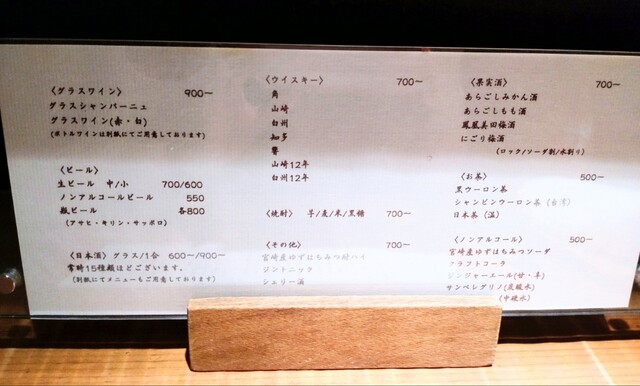 〈グラスワイン〉 900〜
グラスシャンパーニュ
グラスワイン(赤・白)
(ボトルワインは別紙にてご用意しております)
〈ビール〉
生ビール 中/小 700/600
ノンアルコールビール 550
瓶ビール 各800
(アサヒ・キリン・サッポロ)
〈日本酒〉グラス/1合 600〜/900〜
常時15種類ほどございます。
(別紙にてメニューもご用意しております)
〈ウイスキー〉 700〜
角
山崎
白州
知多
響
山崎12年
白州12年
〈焼酎〉 芋/麦/米/黒糖 700〜
〈その他〉 700〜
宮崎産ゆずはちみつ酎ハイ
ジントニック
シェリー酒
〈果実酒〉 700〜
あらごしみかん酒
あらごしもも酒
鳳凰美田梅酒
にごり梅酒
(ロック/ソーダ割/水割り)
〈お茶〉 500〜
黒ウーロン茶
シャンピンウーロン茶(台湾)
日本茶(温)
〈ノンアルコール〉 500〜
宮崎産ゆずはちみつソーダ
クラフトコーラ
ジンジャーエール(甘・辛)
サンペレグリノ(炭酸水)
(中硬水)